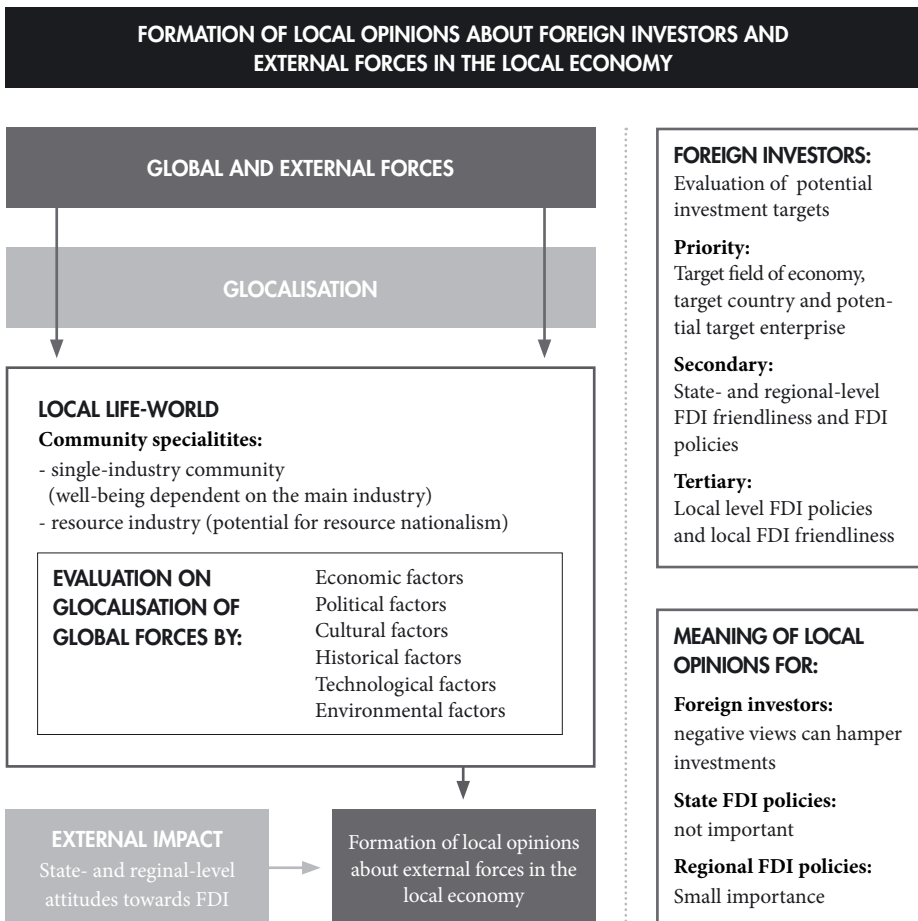 FORMATION OF LOCAL OPINIONS ABOUT FOREIGN INVESTORS AND
EXTERNAL FORCES IN THE LOCAL ECONOMY
GLOBAL AND EXTERNAL FORCES
GLOCALISATION
LOCAL LIFE-WORLD
Community specialitites:
- single-industry community
(well-being dependent on the main industry)
- resource industry (potential for resource nationalism)
EVALUATION ON
GLOCALISATION OF
GLOBAL FORCES BY:
Economic factors
Political factors
Cultural factors
Historical factors
Technological factors
Environmental factors
EXTERNAL IMPACT
State- and reginal-level
attitudes towards FDI
Formation of local opinions
about external forces in the
local economy
FOREIGN INVESTORS:
Evaluation of potential
investment targets
Priority:
Target field of economy,
target country and poten-
tial target enterprise
Secondary:
State- and regional-level
FDI friendliness and FDI
policies
Tertiary:
Local level FDI policies
and local FDI friendliness
MEANING OF LOCAL
OPINIONS FOR:
Foreign investors:
negative views can hamper
investments
State FDI policies:
not important
Regional FDI policies:
Small importance